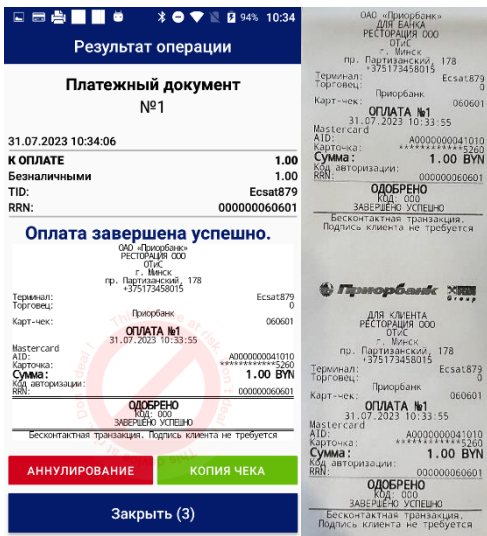 94% 10:34
Результат операции
Платежный документ
№1
31.07.2023 10:34:06
К ОПЛАТЕ 1.00
Безналичными 1.00
TID: Ecsat879
RRN: 000000060601
Оплата завершена успешно.
ОАО «Приорбанк»
РЕСТОРАЦИЯ ООО
ОТиС
г. Минск
пр. Партизанский, 178
+375173458015
Терминал: Ecsat879
Торговец: 0
Приорбанк
Карт-чек: 060601
ОПЛАТА №1
31.07.2023 10:33:55
Mastercard
AID: A0000000041010
Карточка: ************5260
Сумма: 1.00 BYN
Код авторизации:
RRN: 000000060601
ОДОБРЕНО
КОД: 000
ЗАВЕРШЕНО УСПЕШНО
Бесконтактная транзакция. Подпись клиента не требуется
АННУЛИРОВАНИЕ КОПИЯ ЧЕКА
Закрыть (3)
ОАО «Приорбанк»
ДЛЯ БАНКА
РЕСТОРАЦИЯ ООО
ОТиС
г. Минск
пр. Партизанский, 178
+375173458015
Терминал: Ecsat879
Торговец: 0
Приорбанк
Карт-чек: 060601
ОПЛАТА №1
31.07.2023 10:33:55
Mastercard
AID: A0000000041010
Карточка: ************5260
Сумма: 1.00 BYN
Код авторизации:
RRN: 000000060601
ОДОБРЕНО
КОД: 000
ЗАВЕРШЕНО УСПЕШНО
Бесконтактная транзакция.
Подпись клиента не требуется
Приорбанк
Group
ДЛЯ КЛИЕНТА
РЕСТОРАЦИЯ ООО
ОТиС
г. Минск
пр. Партизанский, 178
+375173458015
Терминал: Ecsat879
Торговец: 0
Приорбанк
Карт-чек: 060601
ОПЛАТА №1
31.07.2023 10:33:55
Mastercard
AID: A0000000041010
Карточка: ************5260
Сумма: 1.00 BYN
Код авторизации:
RRN: 000000060601
ОДОБРЕНО
КОД: 000
ЗАВЕРШЕНО УСПЕШНО
Бесконтактная транзакция.
Подпись клиента не требуется